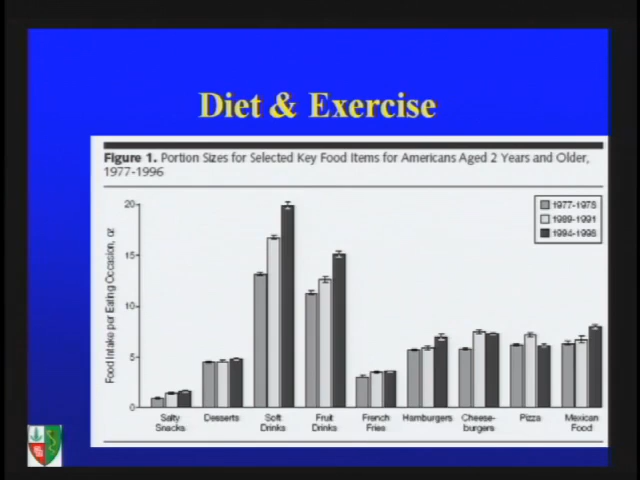 Diet & Exercise
Figure 1. Portion Sizes for Selected Key Food Items for Americans Aged 2 Years and Older,
1977-1996
Food Intake per Eating Occasion, oz
20
15
10
5
0
1977-1978
1989-1991
1994-1996
Salty
Snacks
Desserts
Soft
Drinks
Fruit
Drinks
French
Fries
Hamburgers
Cheese-
burgers
Pizza
Mexican
Food